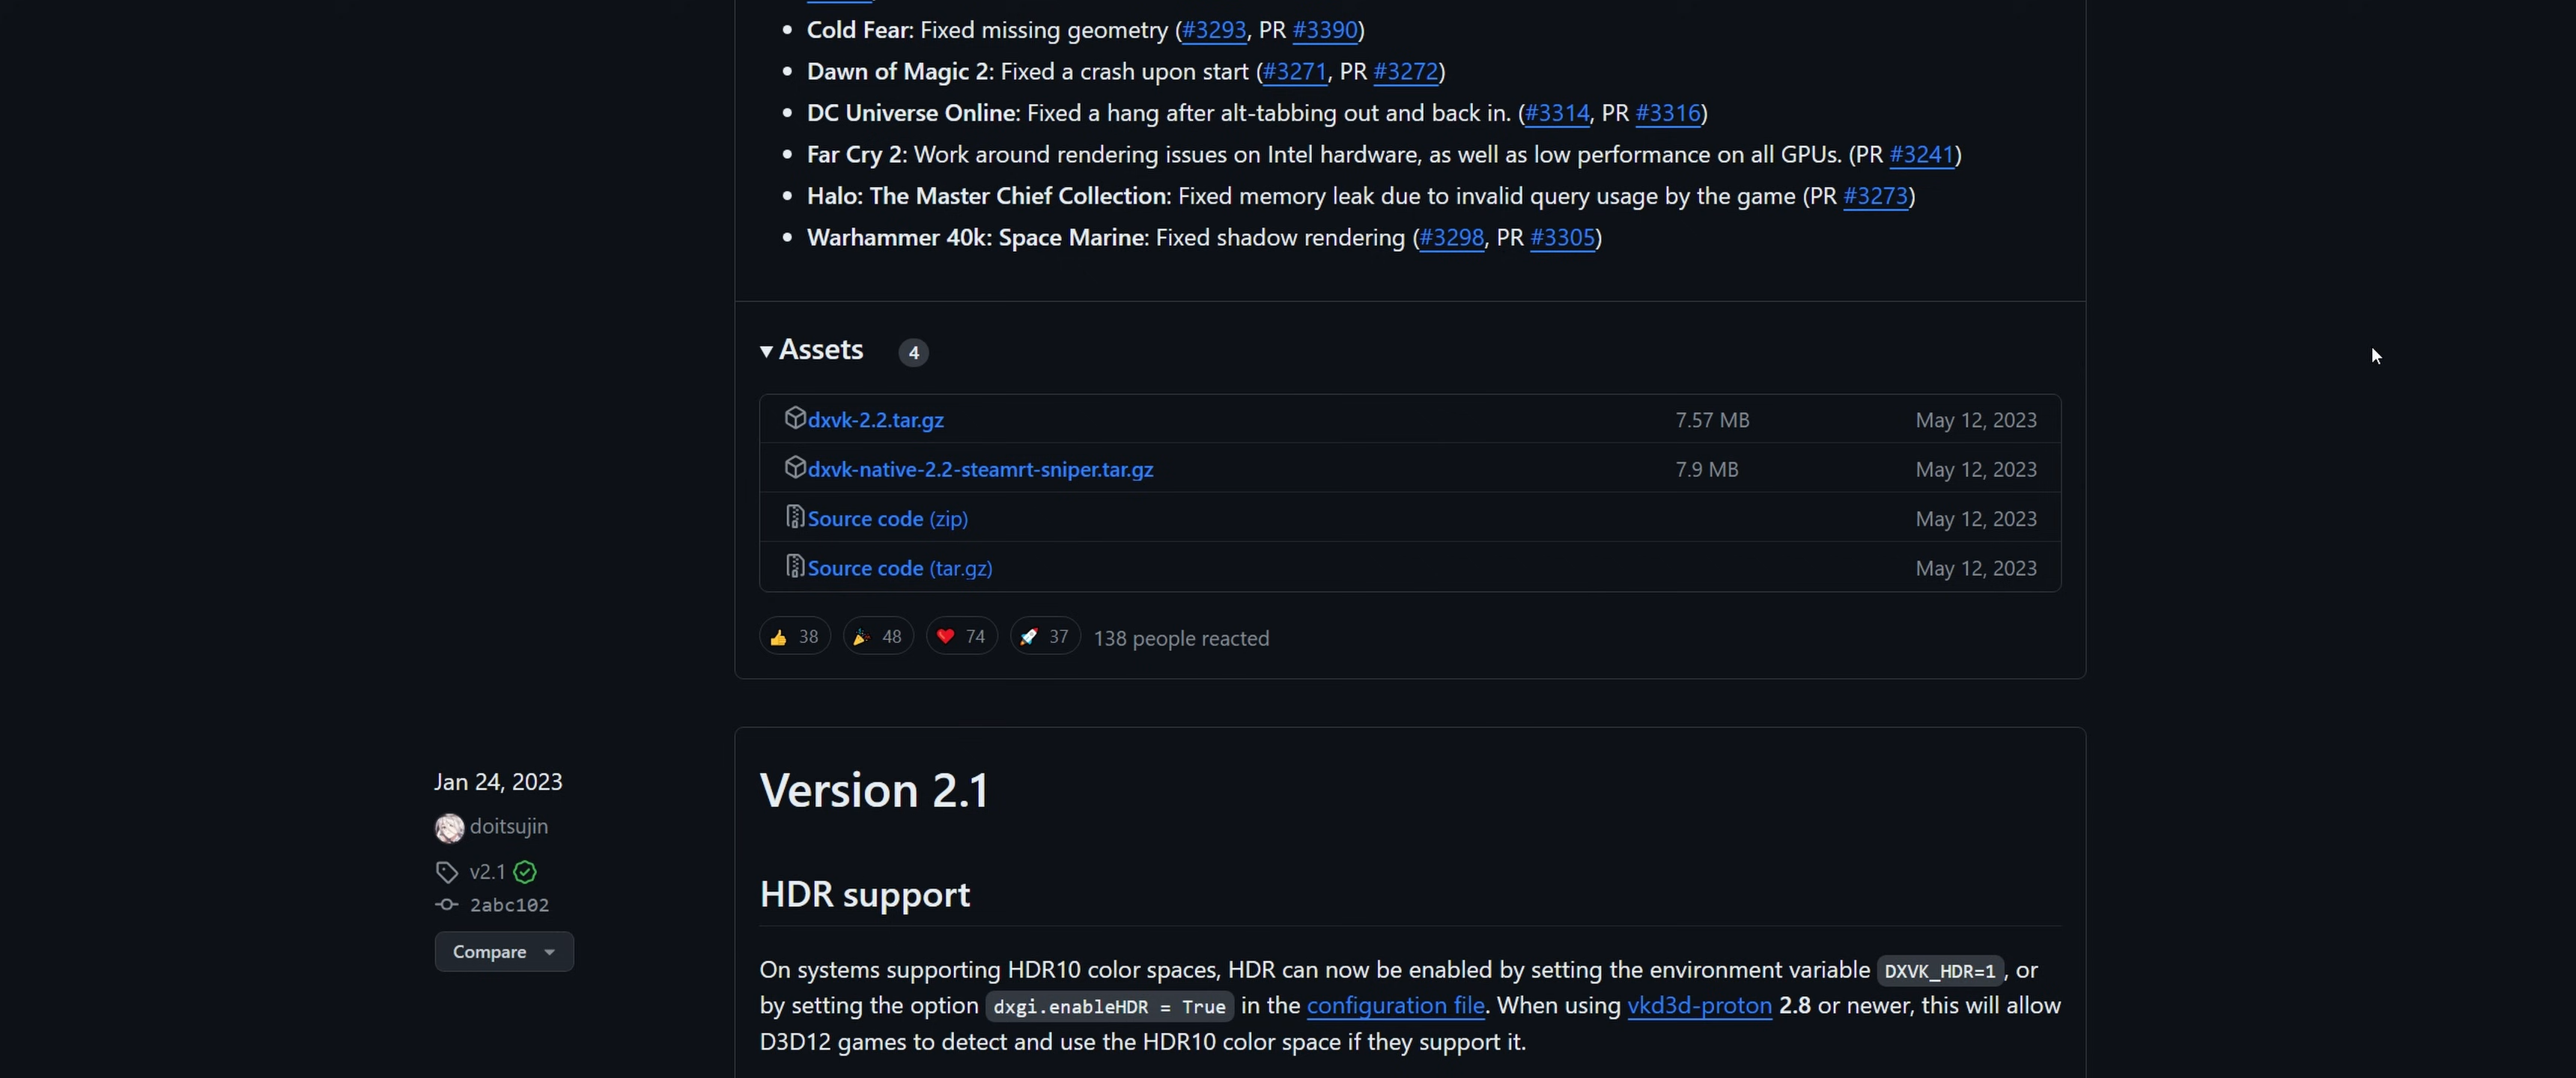 • Cold Fear: Fixed missing geometry (#3293, PR #3390)
• Dawn of Magic 2: Fixed a crash upon start (#3271, PR #3272)
• DC Universe Online: Fixed a hang after alt-tabbing out and back in. (#3314, PR #3316)
• Far Cry 2: Work around rendering issues on Intel hardware, as well as low performance on all GPUs. (PR #3241)
• Halo: The Master Chief Collection: Fixed memory leak due to invalid query usage by the game (PR #3273)
• Warhammer 40k: Space Marine: Fixed shadow rendering (#3298, PR #3305)
Assets 4
dxvk-2.2.tar.gz 7.57 MB May 12, 2023
dxvk-native-2.2-steamrt-sniper.tar.gz 7.9 MB May 12, 2023
Source code (zip) May 12, 2023
Source code (tar.gz) May 12, 2023
👍 38 🎉 48 ❤️ 74 🚀 37 138 people reacted
Jan 24, 2023
doitsujin
v2.1
2abc102
Compare
Version 2.1
HDR support
On systems supporting HDR10 color spaces, HDR can now be enabled by setting the environment variable DXVK_HDR=1, or
by setting the option dxgi.enableHDR = True in the configuration file. When using vkd3d-proton 2.8 or newer, this will allow
D3D12 games to detect and use the HDR10 color space if they support it.